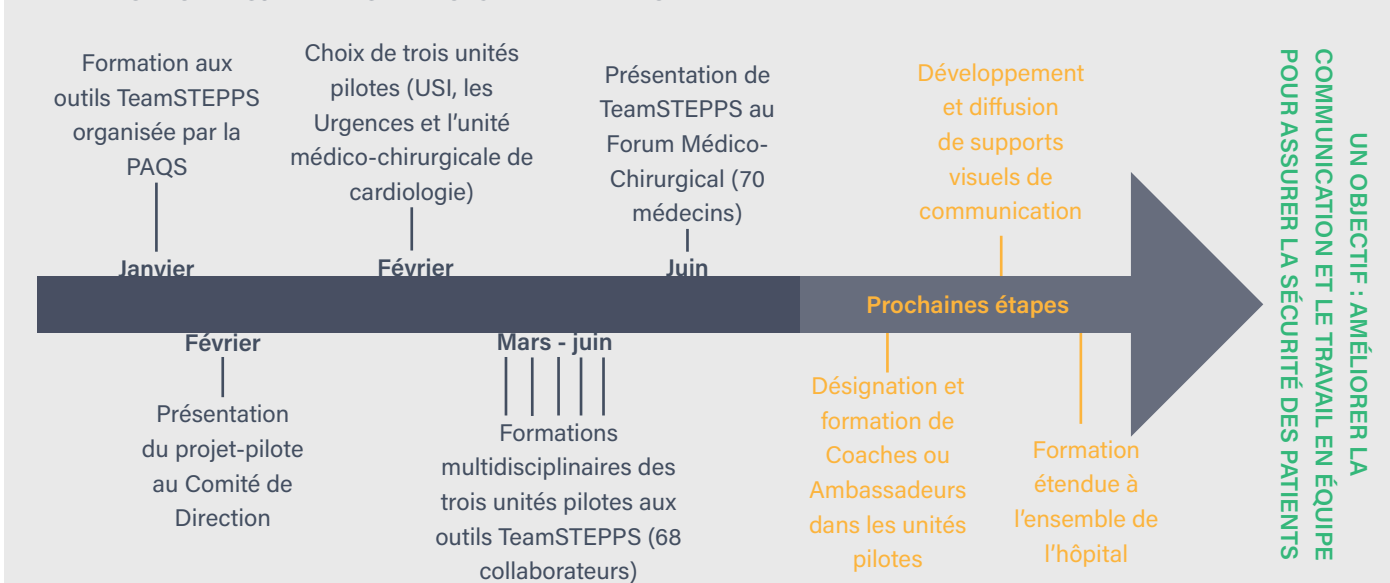 Formation aux
outils TeamSTEPPS
organisée par la
PAQS
Janvier
Choix de trois unités
pilotes (USI, les
Urgences et l'unité
médico-chirurgicale de
cardiologie)
Février
Présentation de
TeamSTEPPS au
Forum Médico-
Chirurgical (70
médecins)
Juin
Développement
et diffusion
de supports
visuels de
communication
Prochaines étapes
Février
Présentation
du projet-pilote
au Comité de
Direction
Mars - juin
Formations
multidisciplinaires des
trois unités pilotes aux
outils TeamSTEPPS (68
collaborateurs)
Désignation et
formation de
Coaches ou
Ambassadeurs
dans les unités
pilotes
Formation
étendue à
l'ensemble de
l'hôpital
UN OBJECTIF : AMÉLIORER LA
COMMUNICATION ET LE TRAVAIL EN ÉQUIPE
POUR ASSURER LA SÉCURITÉ DES PATIENTS